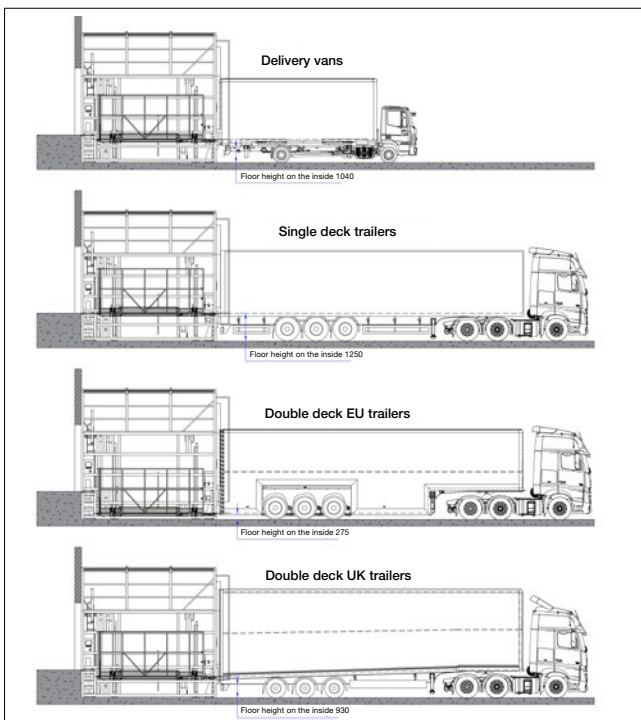 Delivery vans
Floor height on the inside 1040
Single deck trailers
Floor height on the inside 1250
Double deck EU trailers
Floor height on the inside 275
Double deck UK trailers
Floor height on the inside 930